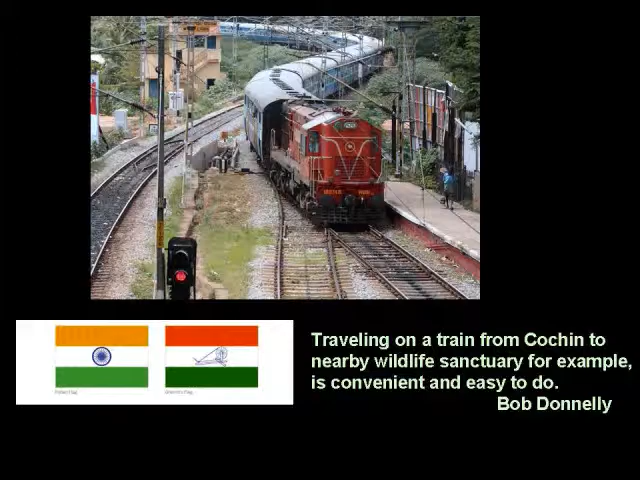 Traveling on a train from Cochin to
nearby wildlife sanctuary for example,
is convenient and easy to do.
Bob Donnelly